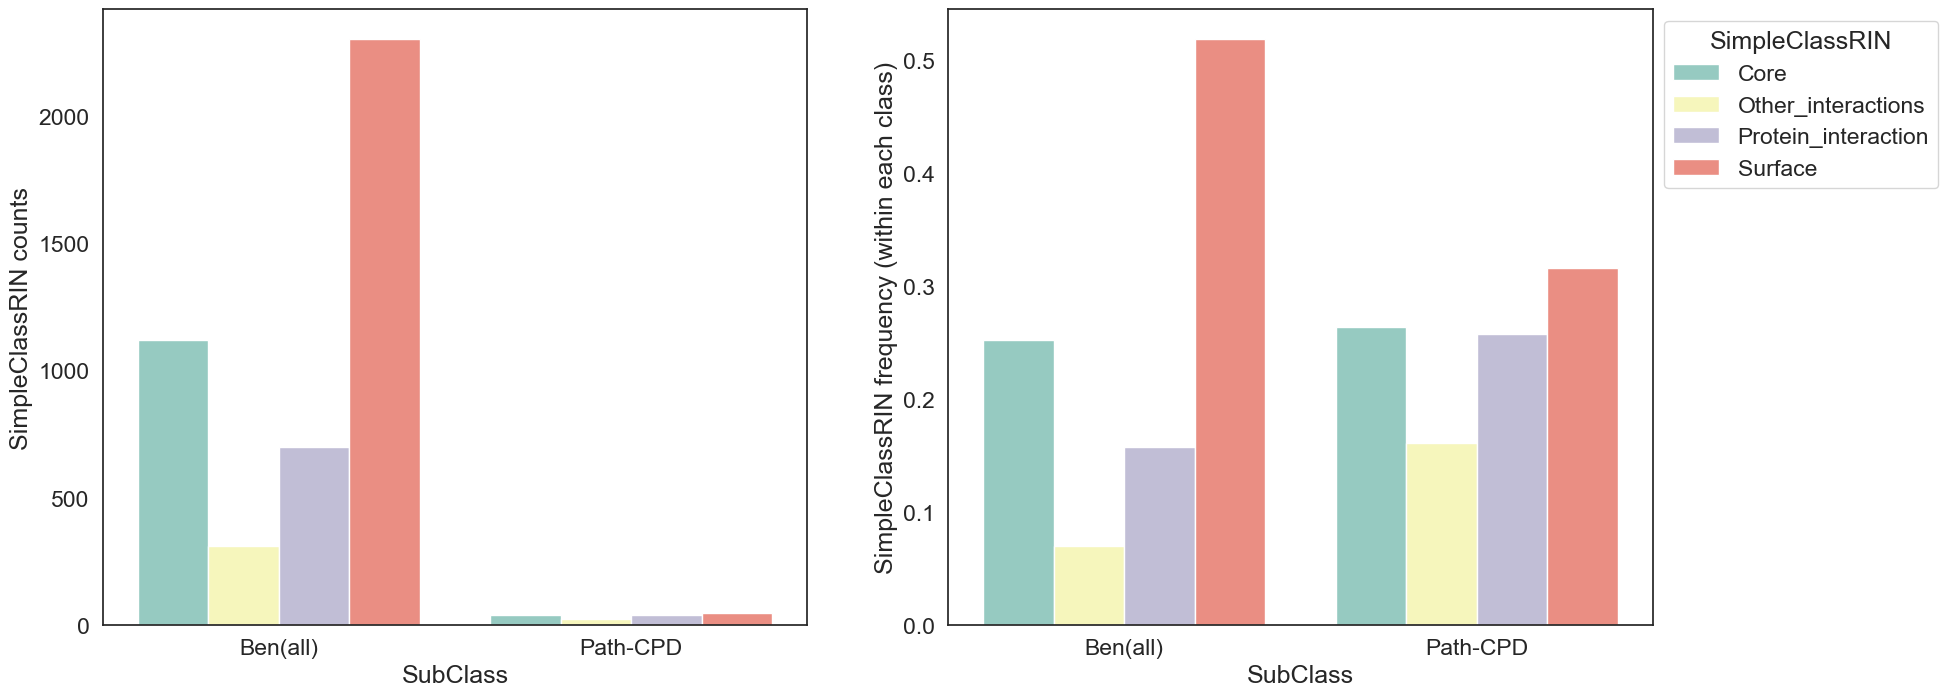 SimpleClassRIN counts
2000
1500
1000
500
0
Ben(all)
Path-CPD
SubClass
SimpleClassRIN frequency (within each class)
0.5
0.4
0.3
0.2
0.1
0.0
Ben(all)
Path-CPD
SubClass
SimpleClassRIN
Core
Other_interactions
Protein_interaction
Surface